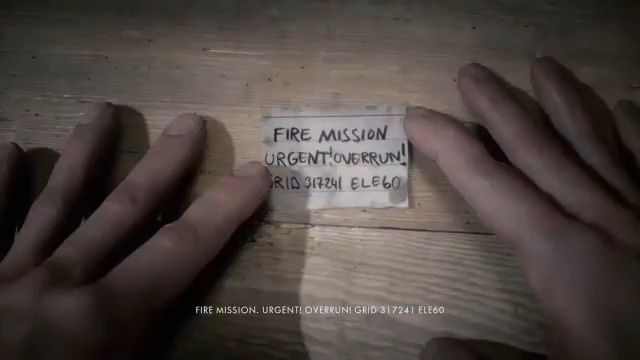 FIRE MISSION
URGENT!OVERRUN!
GRID 317241 ELE60
FIRE MISSION. URGENT! OVERRUN! GRID 317241 ELE60